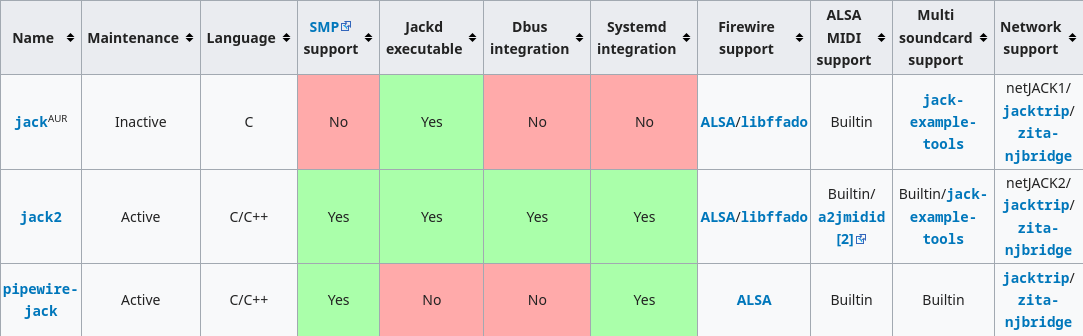 Name Maintenance Language SMP support Jackd executable Dbus integration Systemd integration Firewire support ALSA MIDI support Multi soundcard support Network support
jackAUR Inactive C No Yes No No ALSA/libffado Builtin jack-example-tools netJACK1/jacktrip/zita-njbridge
jack2 Active C/C++ Yes Yes Yes Yes ALSA/libffado Builtin/a2jmidid[2] Builtin/jack-example-tools netJACK2/jacktrip/zita-njbridge
pipewire-jack Active C/C++ Yes No No Yes ALSA Builtin Builtin jacktrip/zita-njbridge